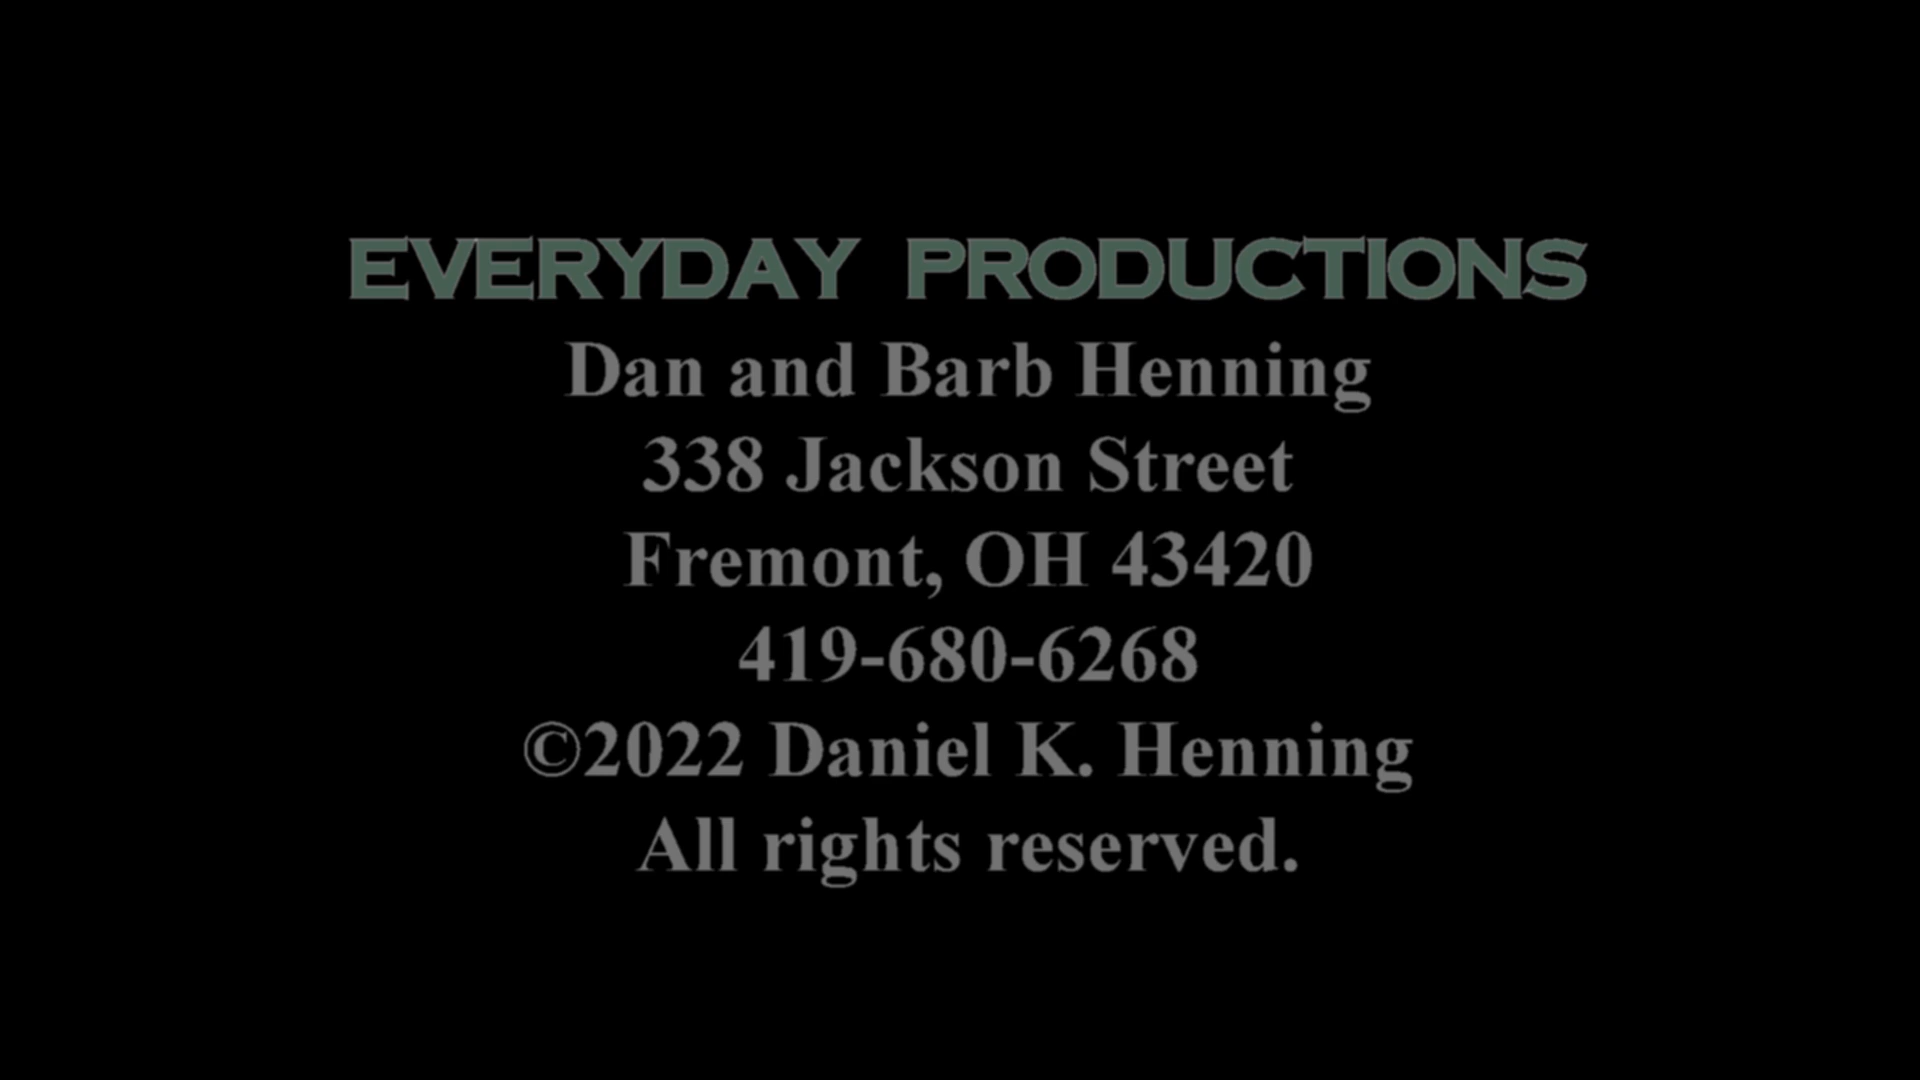 EVERYDAY PRODUCTIONS
Dan and Barb Henning
338 Jackson Street
Fremont, OH 43420
419-680-6268
©2022 Daniel K. Henning
All rights reserved.